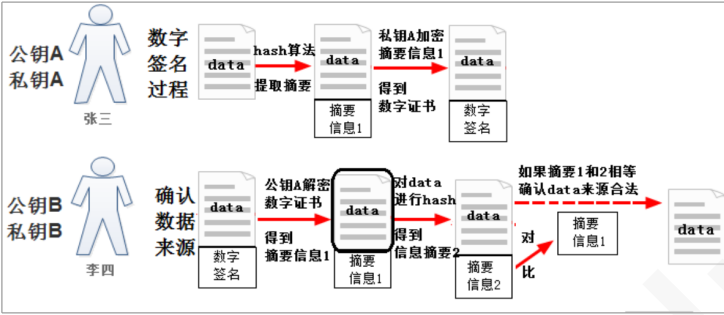 公钥A
私钥A
张三
数字
签名
过程
data
hash算法
提取摘要
data
摘要
信息1
私钥A加密
摘要信息1
得到
数字证书
data
数字
签名
公钥B
私钥B
李四
确认
数据
来源
data
数字
签名
公钥A解密
数字证书
得到
摘要信息1
data
摘要
信息1
对data
进行hash
得到
信息摘要2
data
摘要
信息2
如果摘要1和2相等
确认data来源合法
对
比
摘要
信息1
data